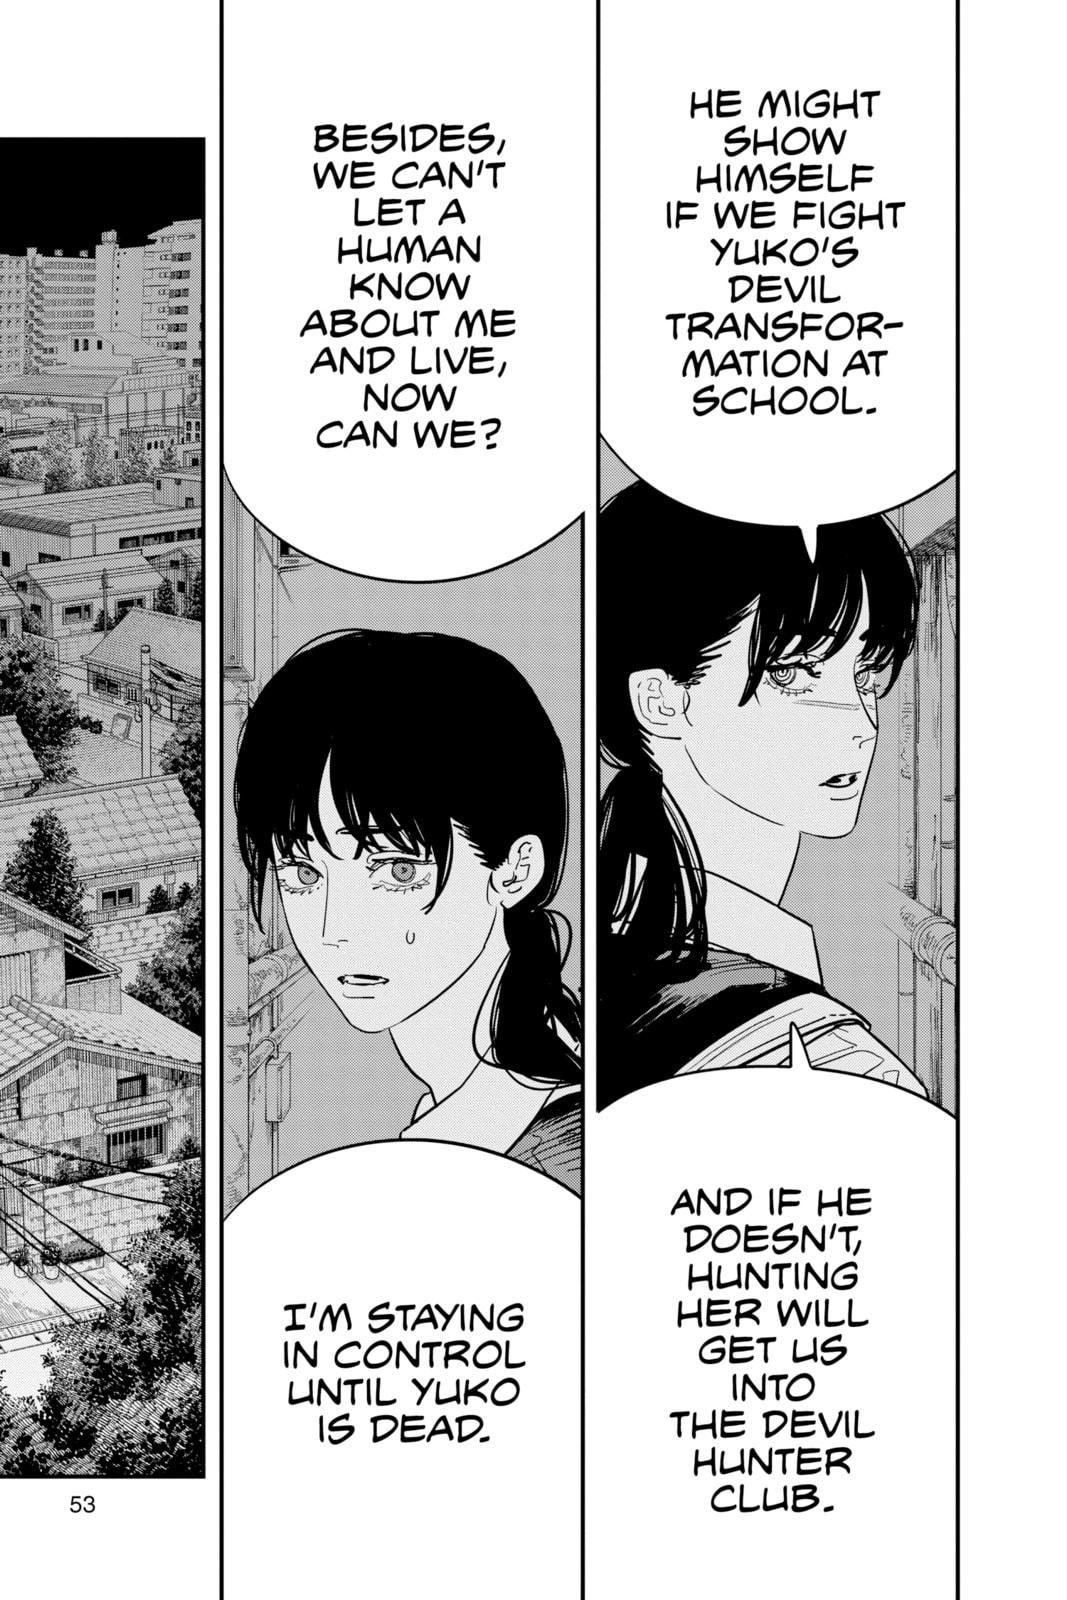 HE MIGHT
SHOW
HIMSELF
IF WE FIGHT
YUKO'S
DEVIL
TRANSFOR-
MATION AT
SCHOOL.
AND IF HE
DOESN'T,
HUNTING
HER WILL
GET US
INTO
THE DEVIL
HUNTER
CLUB.
BESIDES,
WE CAN'T
LET A
HUMAN
KNOW
ABOUT ME
AND LIVE,
NOW
CAN WE?
I'M STAYING
IN CONTROL
UNTIL YUKO
IS DEAD.
53